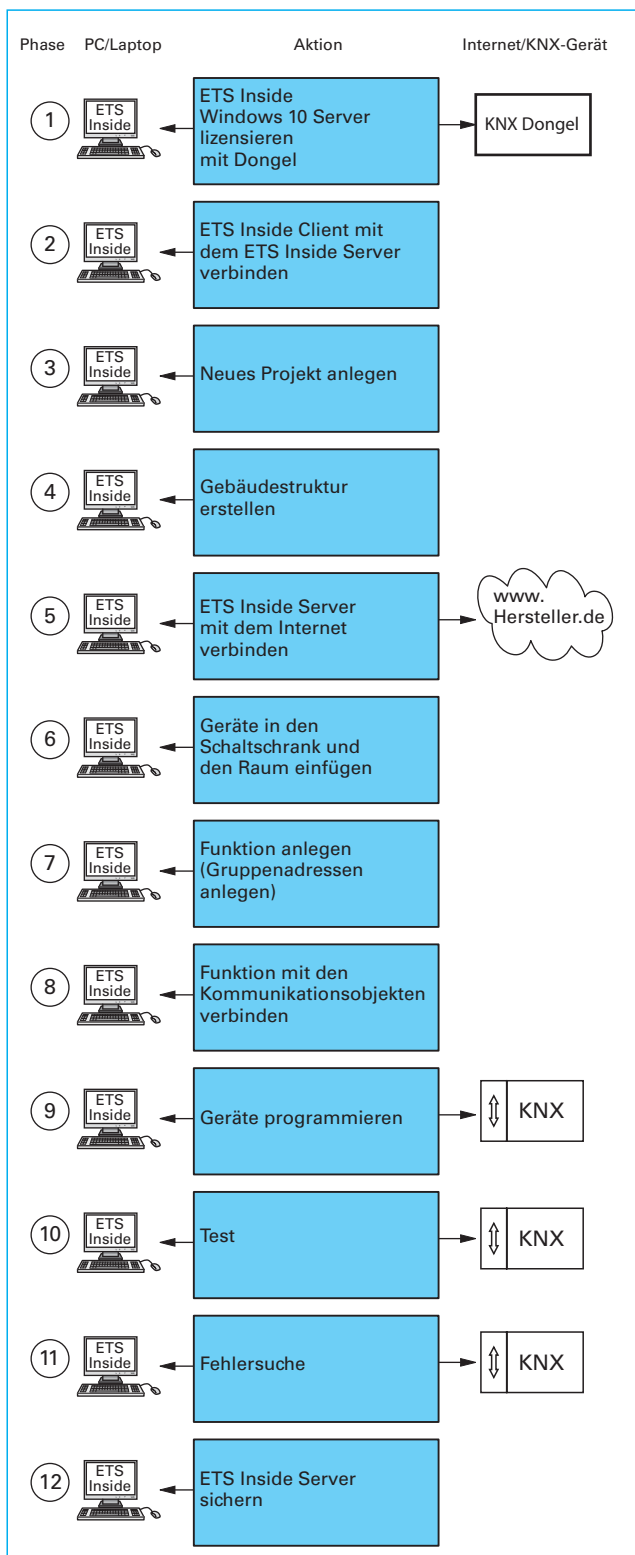 Phase PC/Laptop Aktion Internet/KNX-Gerät
1
ETS
Inside
ETS Inside
Windows 10 Server
lizensieren
mit Dongel
KNX Dongel
2
ETS
Inside
ETS Inside Client mit
dem ETS Inside Server
verbinden
3
ETS
Inside
Neues Projekt anlegen
4
ETS
Inside
Gebäudestruktur
erstellen
5
ETS
Inside
ETS Inside Server
mit dem Internet
verbinden
www.
Hersteller.de
6
ETS
Inside
Geräte in den
Schaltschrank und
den Raum einfügen
7
ETS
Inside
Funktion anlegen
(Gruppenadressen
anlegen)
8
ETS
Inside
Funktion mit den
Kommunikationsobjekten
verbinden
9
ETS
Inside
Geräte programmieren
KNX
10
ETS
Inside
Test
KNX
11
ETS
Inside
Fehlersuche
KNX
12
ETS
Inside
ETS Inside Server
sichern